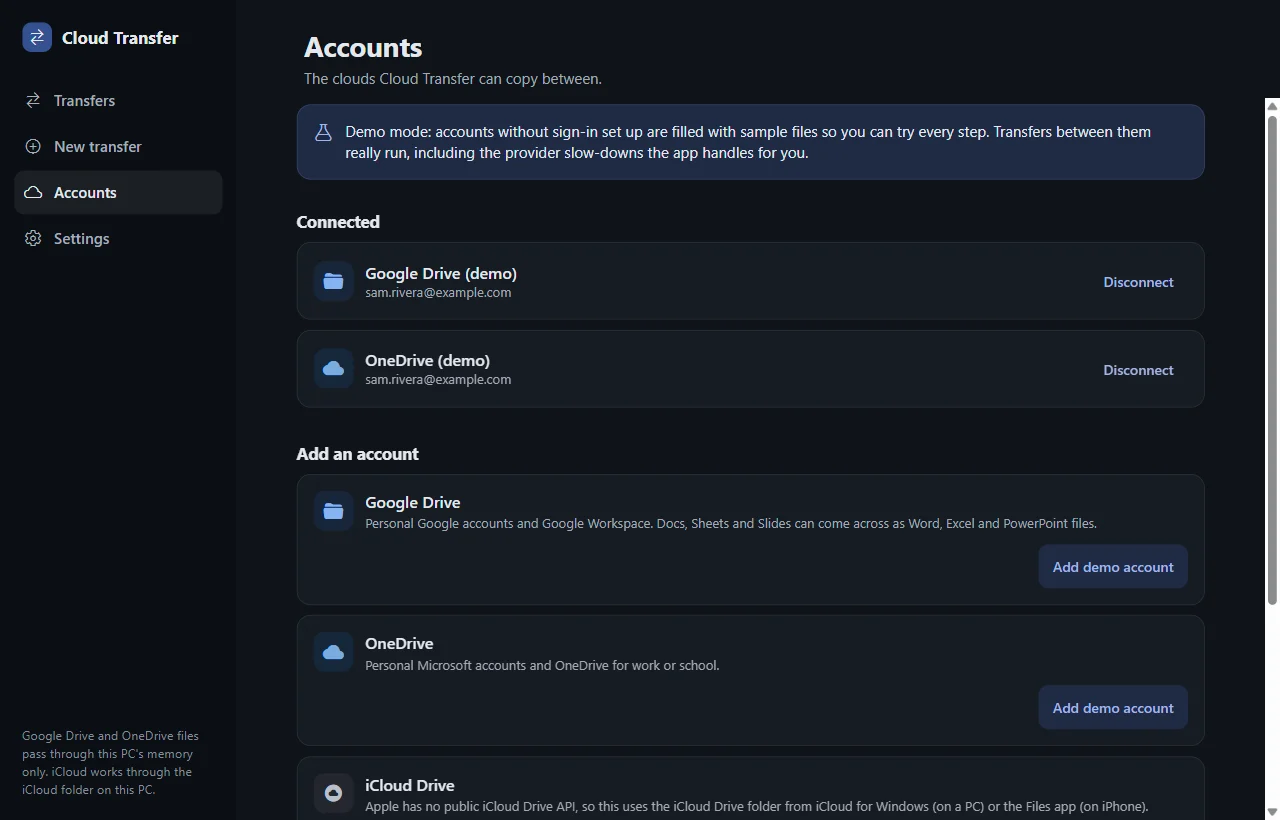 Cloud Transfer
Transfers
New transfer
Accounts
Settings
Google Drive and OneDrive files
pass through this PC's memory
only. iCloud works through the
iCloud folder on this PC.
Accounts
The clouds Cloud Transfer can copy between.
Demo mode: accounts without sign-in set up are filled with sample files so you can try every step. Transfers between them
really run, including the provider slow-downs the app handles for you.
Connected
Google Drive (demo)
sam.rivera@example.com
Disconnect
OneDrive (demo)
sam.rivera@example.com
Disconnect
Add an account
Google Drive
Personal Google accounts and Google Workspace. Docs, Sheets and Slides can come across as Word, Excel and PowerPoint files.
Add demo account
OneDrive
Personal Microsoft accounts and OneDrive for work or school.
Add demo account
iCloud Drive
Apple has no public iCloud Drive API, so this uses the iCloud Drive folder from iCloud for Windows (on a PC) or the Files app (on iPhone).